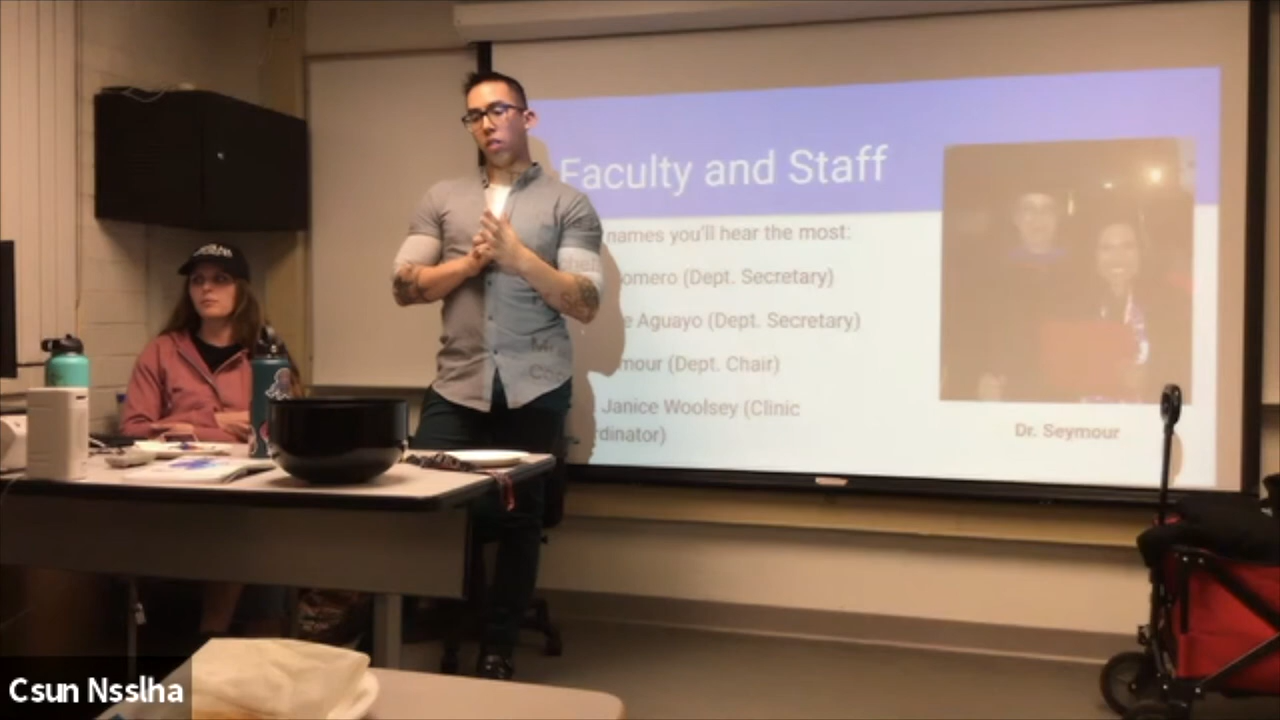 Faculty and Staff
names you'll hear the most:
omero (Dept. Secretary)
e Aguayo (Dept. Secretary)
mour (Dept. Chair)
Janice Woolsey (Clinic
rdinator)
Dr. Seymour
Csun Nsslha